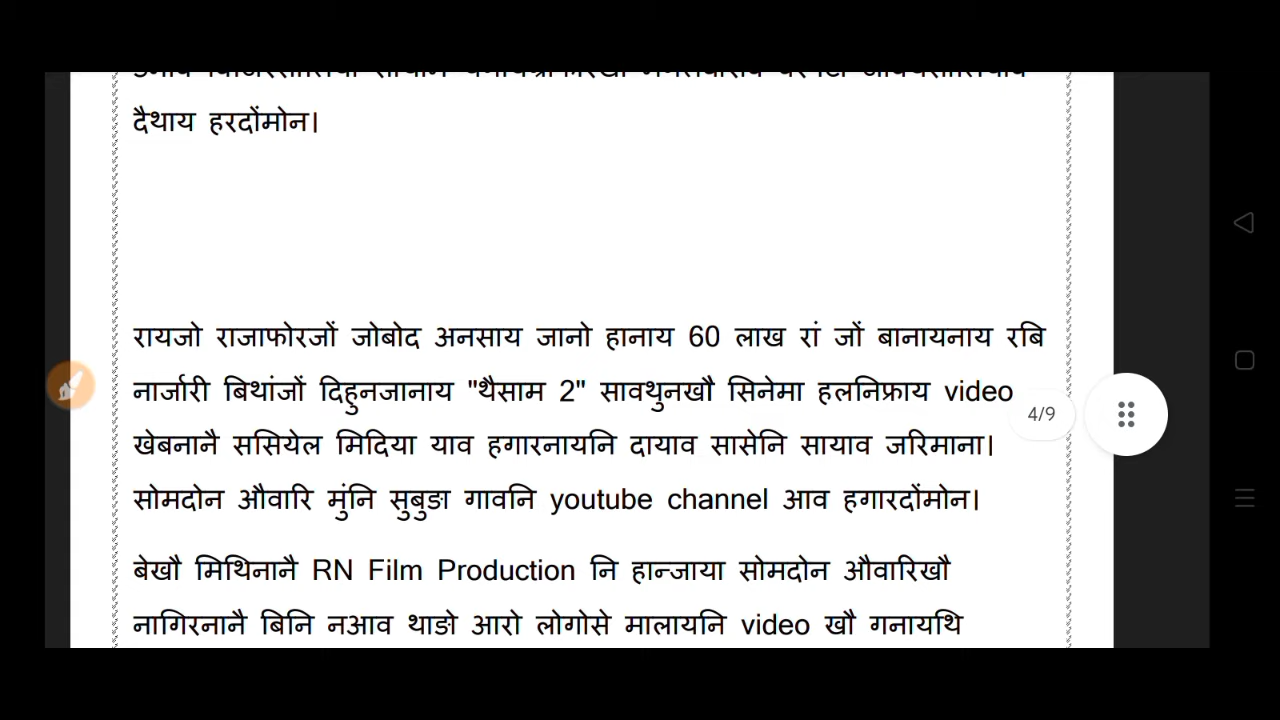 दैथाय हरदोंमोन।
रायजो राजाफोरजों जोबोद अनसाय जानो हानाय 60 लाख रां जों बानायनाय रबि
नार्जारी बिथांजों दिहुनजानाय "थैसाम 2" सावथुनखौ सिनेमा हलनिफ्राय video
4/9
खेबनानै ससियेल मिदिया याव हगारनायनि दायाव सासेनि सायाव जरिमाना।
सोमदोन औवारि मुंनि सुबुङा गावनि youtube channel आव हगारदोंमोन।
बेखौ मिथिनानै RN Film Production नि हान्जाया सोमदोन औवारिखौ
नागिरनानै बिनि नआव थाङो आरो लोगोसे मालायनि video खौ गनायथि